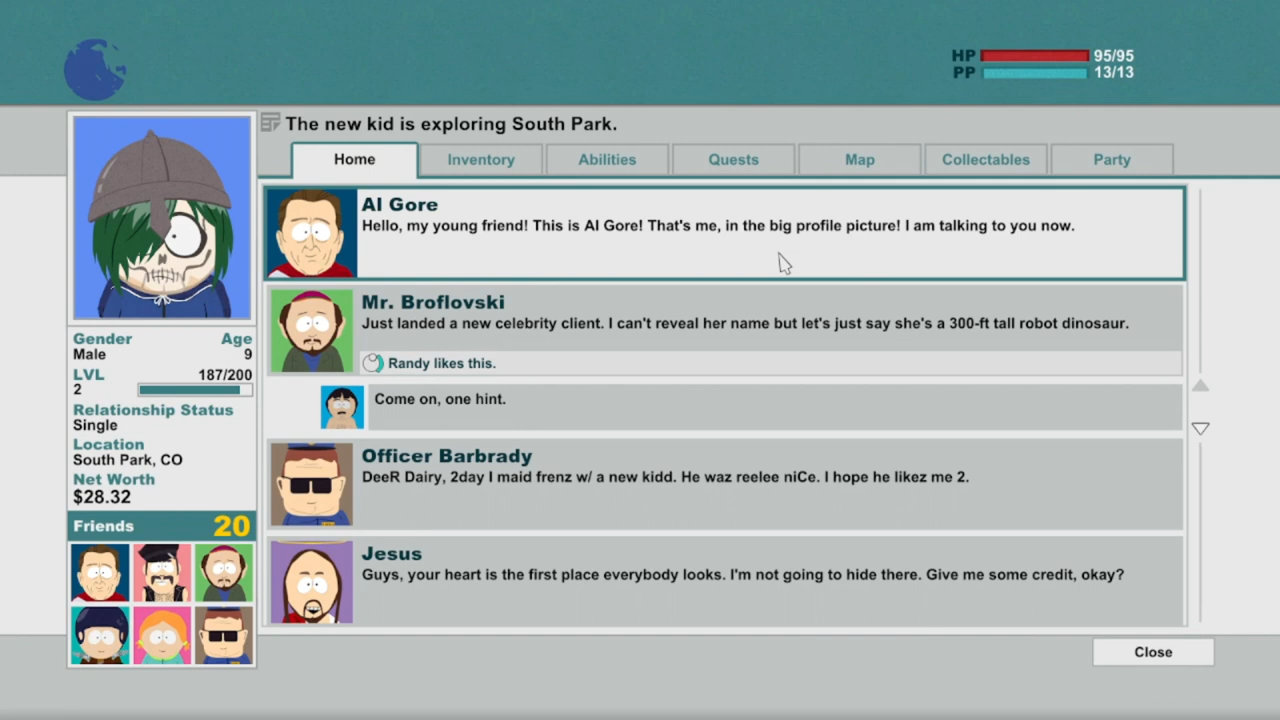 HP 95/95
PP 13/13
The new kid is exploring South Park.
Home Inventory Abilities Quests Map Collectables Party
Gender Age
Male 9
LVL 187/200
2
Relationship Status
Single
Location
South Park, CO
Net Worth
$28.32
Friends 20
Al Gore
Hello, my young friend! This is Al Gore! That's me, in the big profile picture! I am talking to you now.
Mr. Broflovski
Just landed a new celebrity client. I can't reveal her name but let's just say she's a 300-ft tall robot dinosaur.
Randy likes this.
Come on, one hint.
Officer Barbrady
DeeR Dairy, 2day I maid frenz w/ a new kidd. He waz reelee niCe. I hope he likez me 2.
Jesus
Guys, your heart is the first place everybody looks. I'm not going to hide there. Give me some credit, okay?
Close